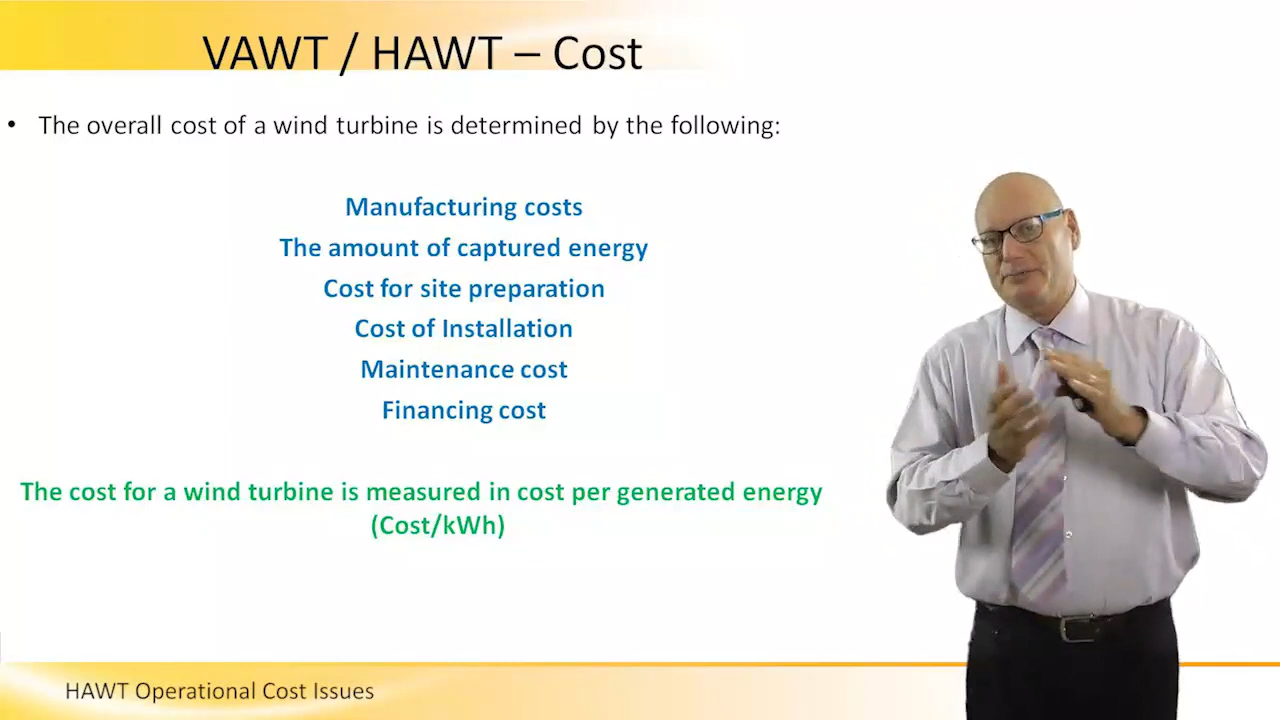 VAWT / HAWT – Cost
• The overall cost of a wind turbine is determined by the following:
Manufacturing costs
The amount of captured energy
Cost for site preparation
Cost of Installation
Maintenance cost
Financing cost
The cost for a wind turbine is measured in cost per generated energy
(Cost/kWh)
HAWT Operational Cost Issues